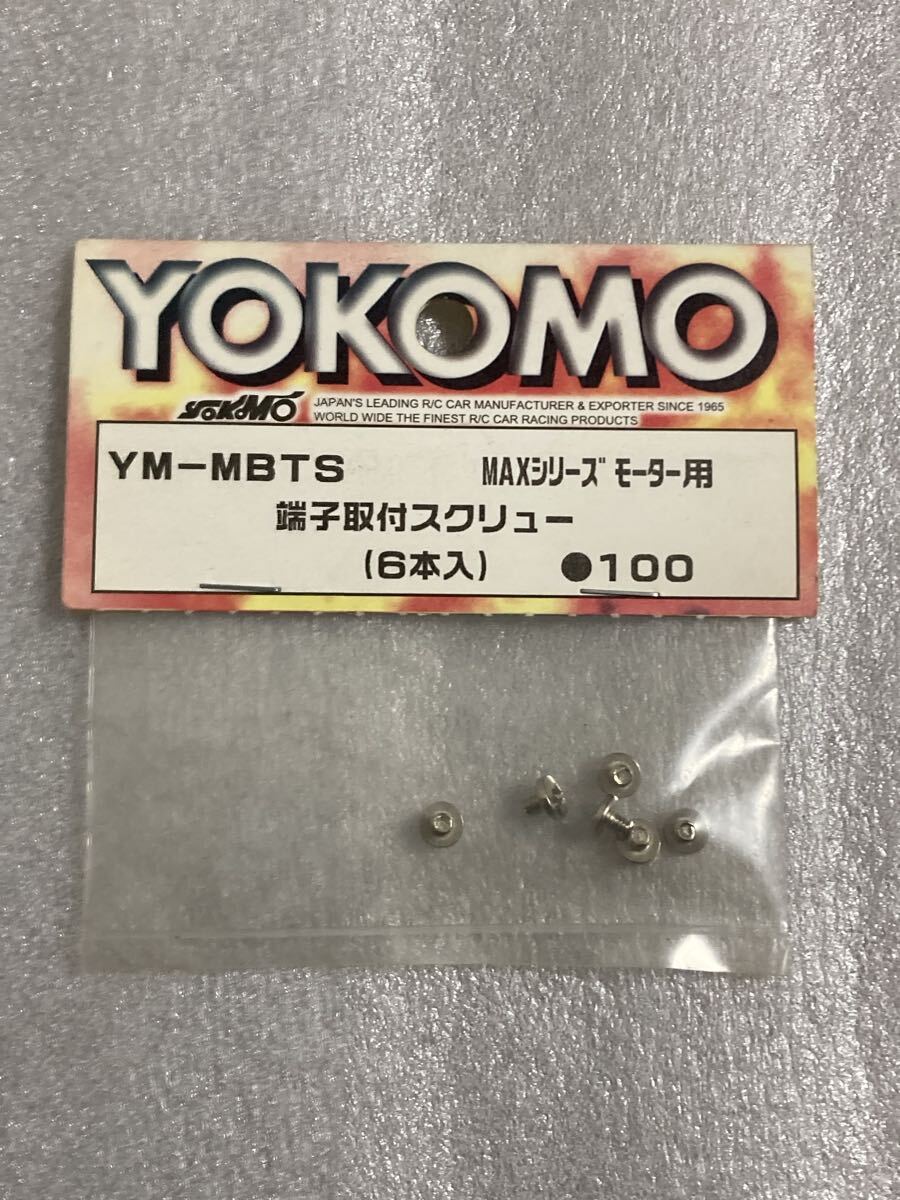 YOKOMO
YOKOMO JAPAN'S LEADING R/C CAR MANUFACTURER & EXPORTER SINCE 1965
WORLD WIDE THE FINEST R/C CAR RACING PRODUCTS
YM-MBTS MAXシリーズ モーター用
端子取付スクリュー
(6本入) ●100